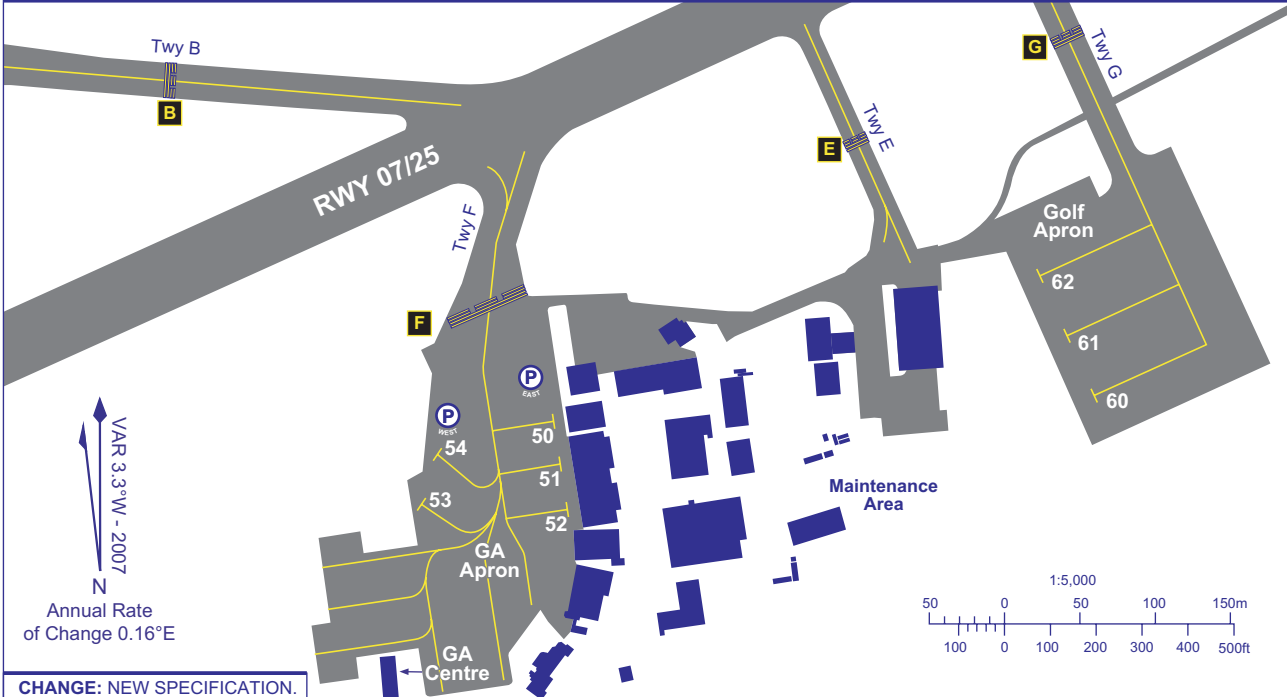 Twy B
B
RWY 07/25
Twy F
F
Twy E
E
G
Twy G
Golf
Apron
62
61
60
P
EAST
P
WEST
54
53
50
51
52
GA
Apron
GA
Centre
Maintenance
Area
VAR 3.3°W - 2007
N
Annual Rate
of Change 0.16°E
1:5,000
50 0 50 100 150m
100 0 100 200 300 400 500ft
CHANGE: NEW SPECIFICATION.